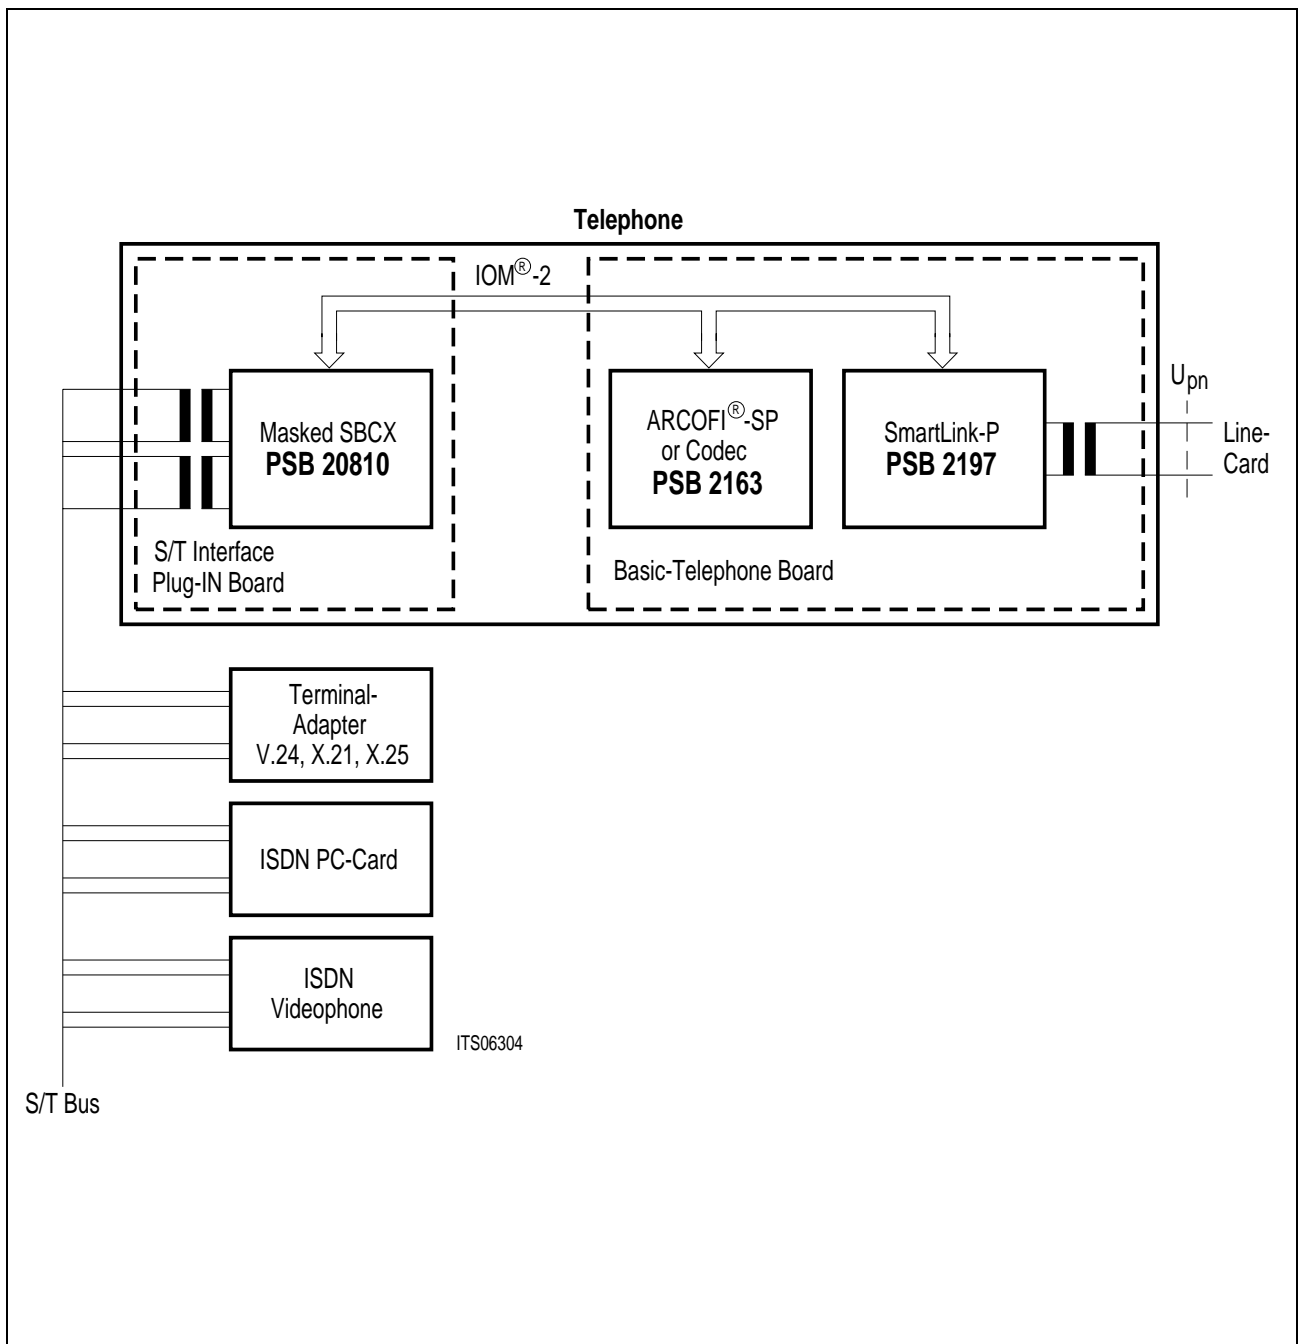 Telephone
IOM®-2
Upn
Masked SBCX
PSB 20810
ARCOFI®-SP
or Codec
PSB 2163
SmartLink-P
PSB 2197
Line-
Card
S/T Interface
Plug-IN Board
Basic-Telephone Board
Terminal-
Adapter
V.24, X.21, X.25
ISDN PC-Card
ISDN
Videophone
ITS06304
S/T Bus